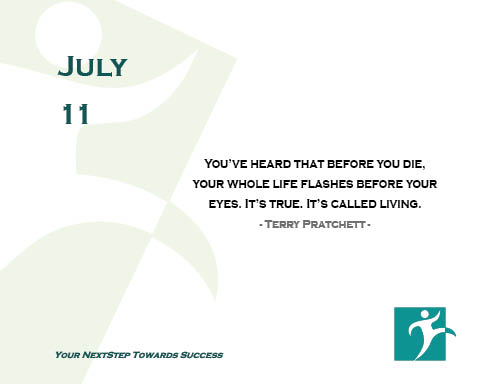 July
11
You've heard that before you die,
your whole life flashes before your
eyes. It's true. It's called living.
- Terry Pratchett -
Your NextStep Towards Success